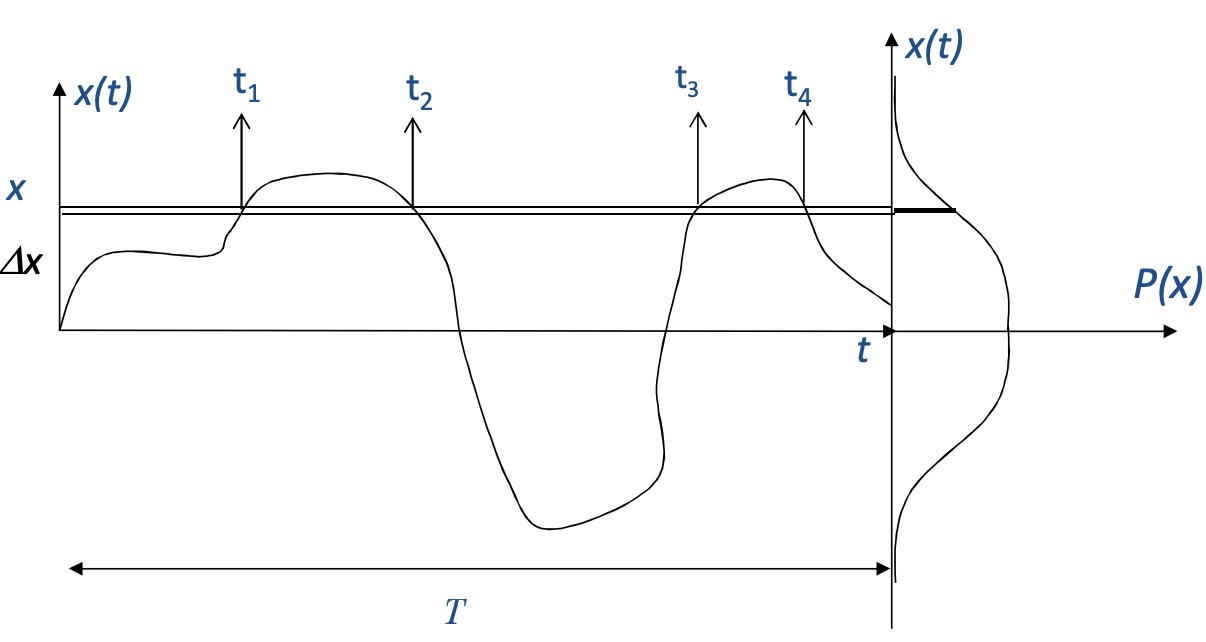 x(t)
t₁
t₂
t₃
t₄
x(t)
x
Δx
P(x)
t
T